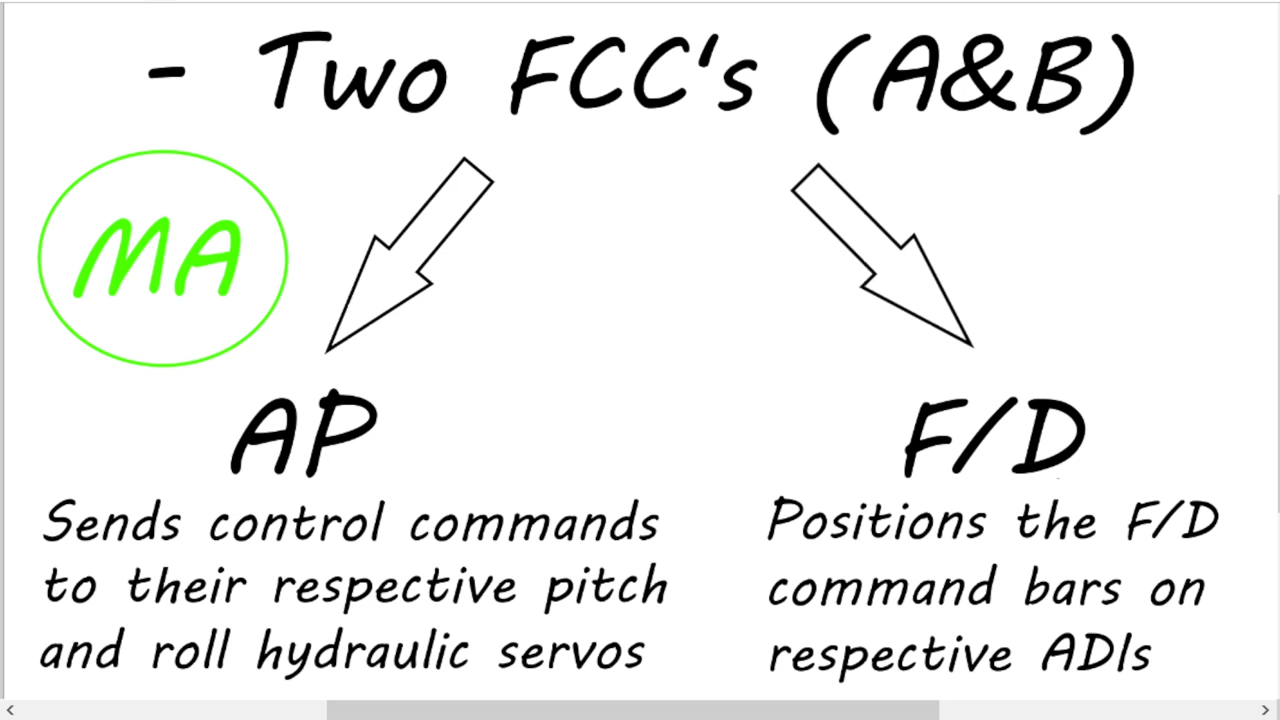 - Two FCC's (A&B)
MA
AP
Sends control commands
to their respective pitch
and roll hydraulic servos
F/D
Positions the F/D
command bars on
respective ADIs